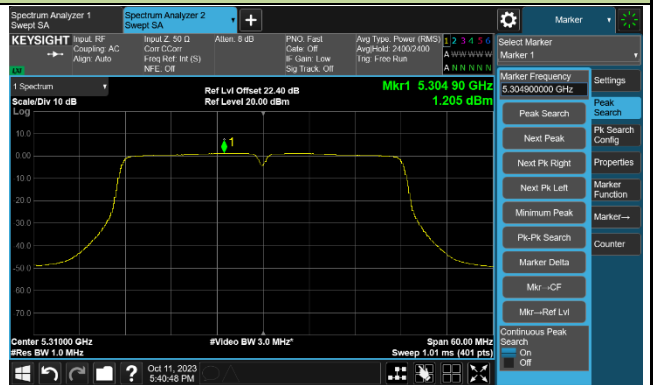 Spectrum Analyzer 1
Swept SA
Spectrum Analyzer 2
Swept SA
Marker
KEYSIGHT
Input: RF
Coupling: AC
Align: Auto
Input Z: 50 Ω
Corr CCorr
Freq Ref: Int (S)
NFE: Off
Atten: 8 dB
PNO: Fast
Gate: Off
IF Gain: Low
Sig Track: Off
Avg Type: Power (RMS)
Avg|Hold: 2400/2400
Trig: Free Run
1 2 3 4 5 6
A W W W W W
A N N N N N
LVI
Select Marker
Marker 1
1 Spectrum
Scale/Div 10 dB
Log
Ref Lvl Offset 22.40 dB
Ref Level 20.00 dBm
Mkr1 5.304 90 GHz
1.205 dBm
10.0
0.00
-10.0
-20.0
-30.0
-40.0
-50.0
-60.0
-70.0
1
Center 5.31000 GHz
#Res BW 1.0 MHz
#Video BW 3.0 MHz*
Span 60.00 MHz
Sweep 1.01 ms (401 pts)
Marker Frequency
5.304900000 GHz
Peak Search
Next Peak
Next Pk Right
Next Pk Left
Minimum Peak
Pk-Pk Search
Marker Delta
Mkr→CF
Mkr→Ref Lvl
Continuous Peak
Search
On
Off
Settings
Peak
Search
Pk Search
Config
Properties
Marker
Function
Marker→
Counter
?
Oct 11, 2023
5:40:48 PM